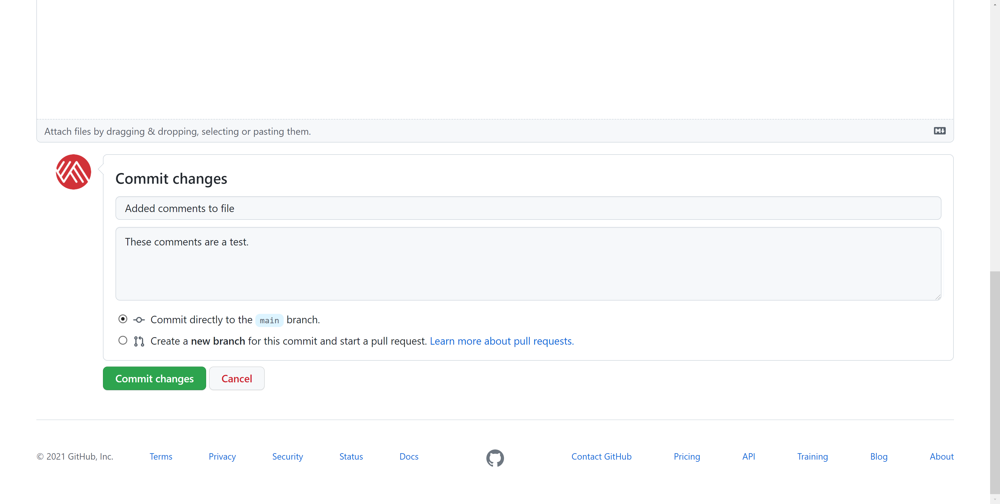 Attach files by dragging & dropping, selecting or pasting them.
M
Commit changes
Added comments to file
These comments are a test.
Commit directly to the main branch.
Create a new branch for this commit and start a pull request. Learn more about pull requests.
Commit changes
Cancel
© 2021 GitHub, Inc. Terms Privacy Security Status Docs Contact GitHub Pricing API Training Blog About